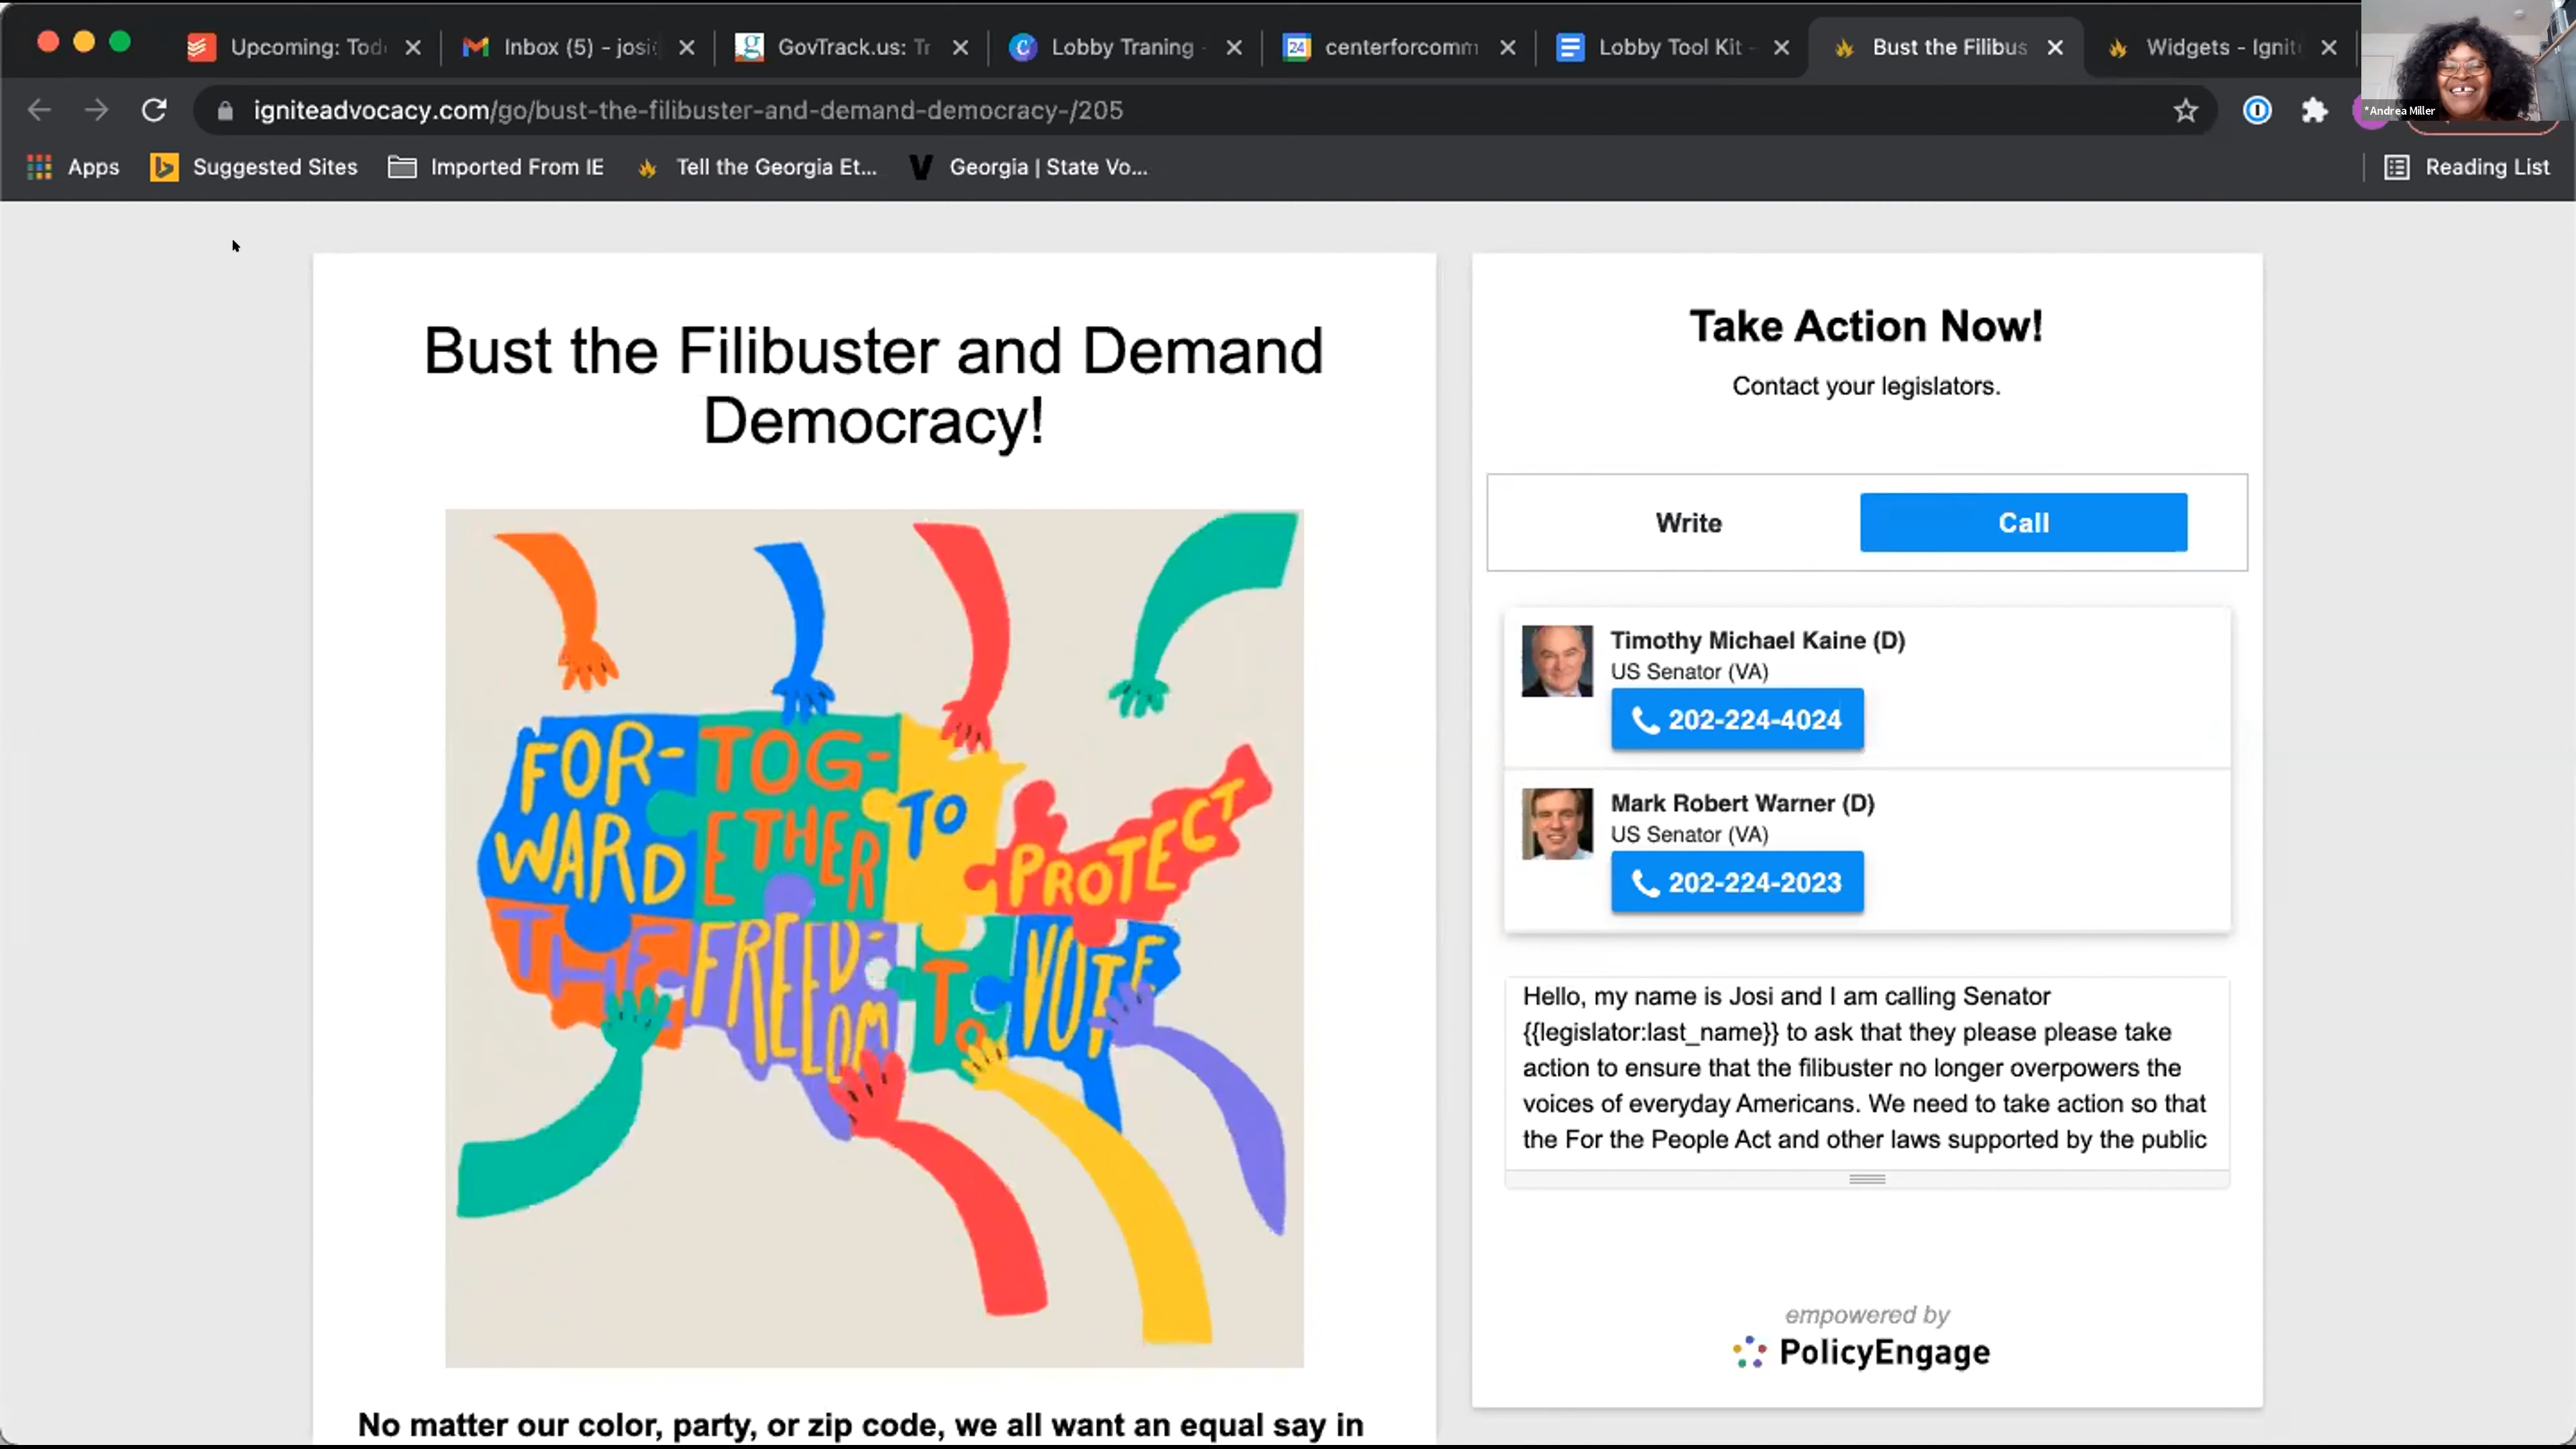 Upcoming: Tod
Inbox (5) - josi
GovTrack.us: Tr
Lobby Traning -
24
centerforcomm
Lobby Tool Kit -
Bust the Filibus
Widgets - Ignit
igniteadvocacy.com/go/bust-the-filibuster-and-demand-democracy-/205
*Andrea Miller
Apps
Suggested Sites
Imported From IE
Tell the Georgia Et...
Georgia | State Vo...
Reading List
Bust the Filibuster and Demand
Democracy!
FOR-
WARD
TOG-
ETHER
TO
PROTECT
THE
FREED-
OM
TO
VOTE
No matter our color, party, or zip code, we all want an equal say in
Take Action Now!
Contact your legislators.
Write
Call
Timothy Michael Kaine (D)
US Senator (VA)
202-224-4024
Mark Robert Warner (D)
US Senator (VA)
202-224-2023
Hello, my name is Josi and I am calling Senator
{{legislator:last_name}} to ask that they please please take
action to ensure that the filibuster no longer overpowers the
voices of everyday Americans. We need to take action so that
the For the People Act and other laws supported by the public
empowered by
PolicyEngage